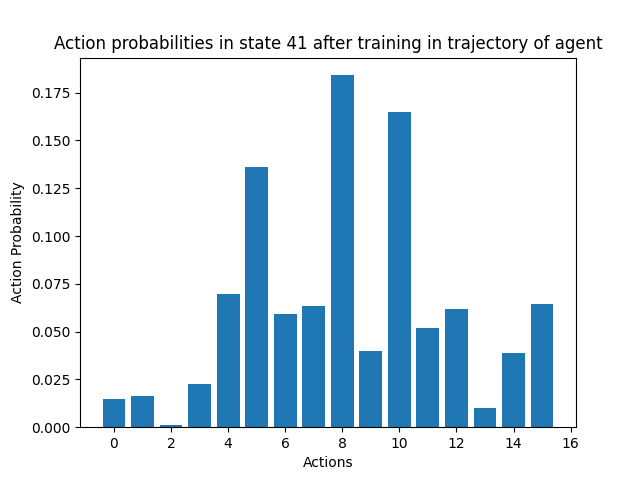 Action probabilities in state 41 after training in trajectory of agent
0.175
0.150
0.125
0.100
0.075
0.050
0.025
0.000
Action Probability
0 2 4 6 8 10 12 14 16
Actions